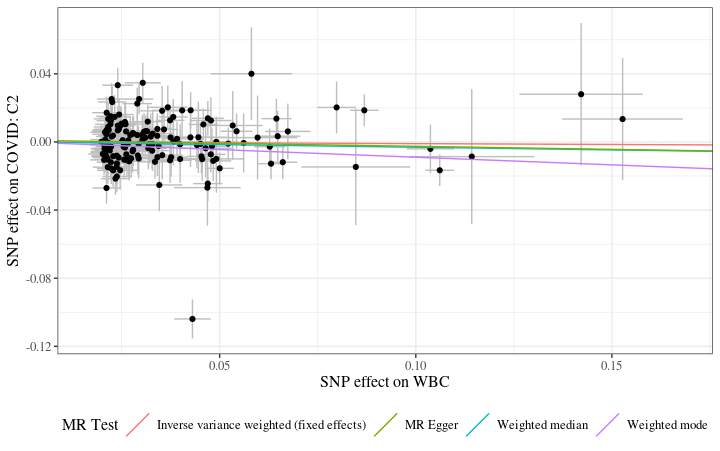 SNP effect on COVID: C2
0.04
0.00
-0.04
-0.08
-0.12
0.05 0.10 0.15
SNP effect on WBC
MR Test Inverse variance weighted (fixed effects) MR Egger Weighted median Weighted mode